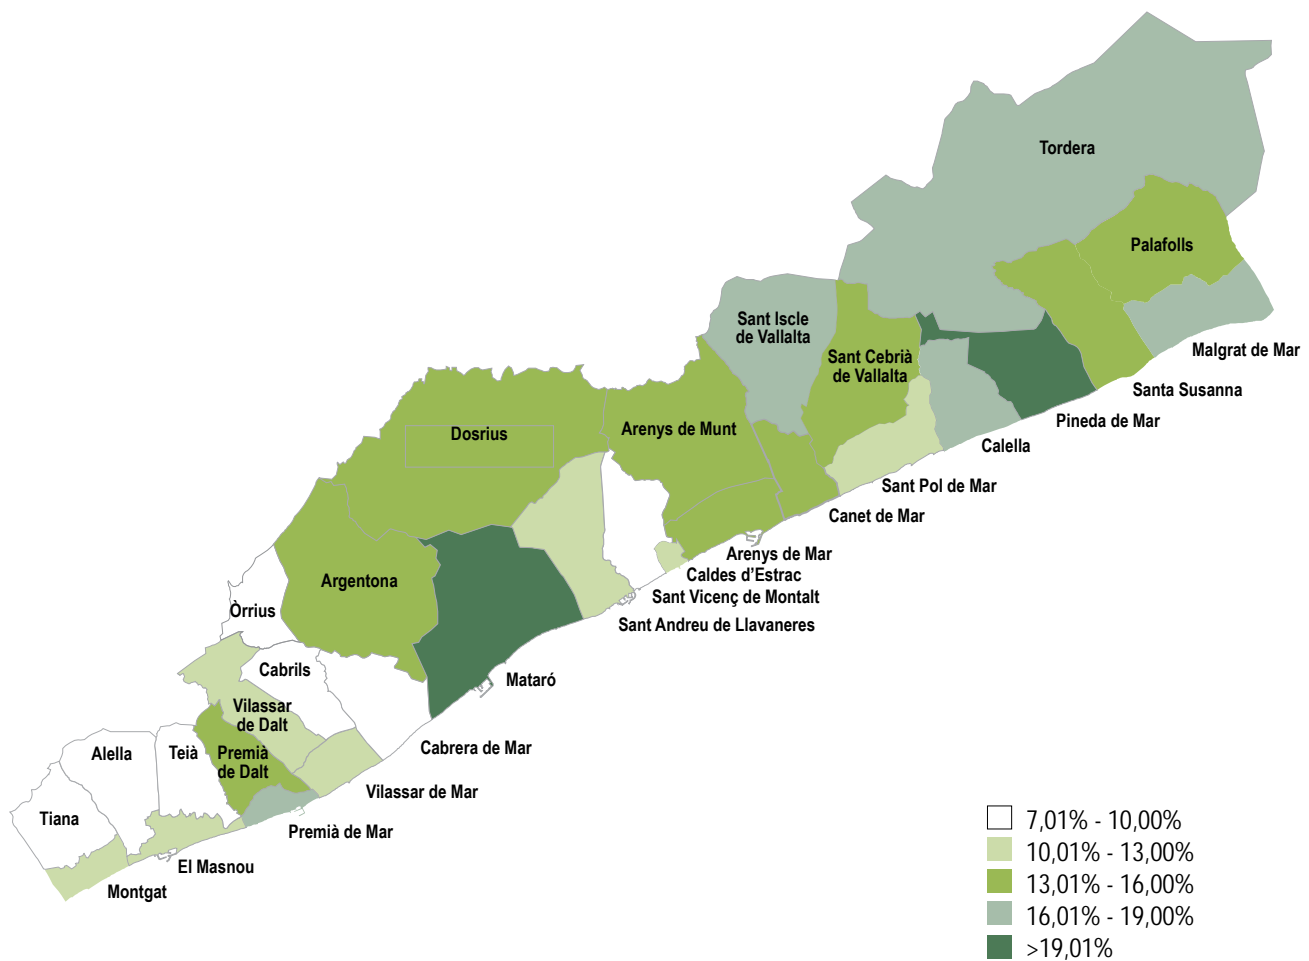 Tordera
Palafolls
Sant Iscle
de Vallalta
Sant Cebrià
de Vallalta
Malgrat de Mar
Santa Susanna
Pineda de Mar
Calella
Dosrius
Arenys de Munt
Sant Pol de Mar
Canet de Mar
Arenys de Mar
Caldes d'Estrac
Sant Vicenç de Montalt
Sant Andreu de Llavaneres
Argentona
Òrrius
Cabrils
Mataró
Vilassar
de Dalt
Cabrera de Mar
Alella
Teià
Premià
de Dalt
Vilassar de Mar
Tiana
Premià de Mar
El Masnou
Montgat
7,01% - 10,00%
10,01% - 13,00%
13,01% - 16,00%
16,01% - 19,00%
>19,01%